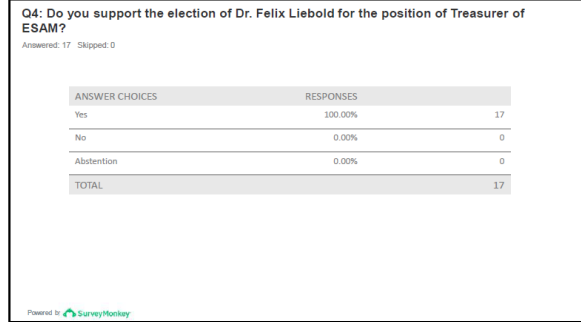 Q4: Do you support the election of Dr. Felix Liebold for the position of Treasurer of
ESAM?
Answered: 17 Skipped: 0
ANSWER CHOICES RESPONSES
Yes 100.00% 17
No 0.00% 0
Abstention 0.00% 0
TOTAL 17
Powered by SurveyMonkey